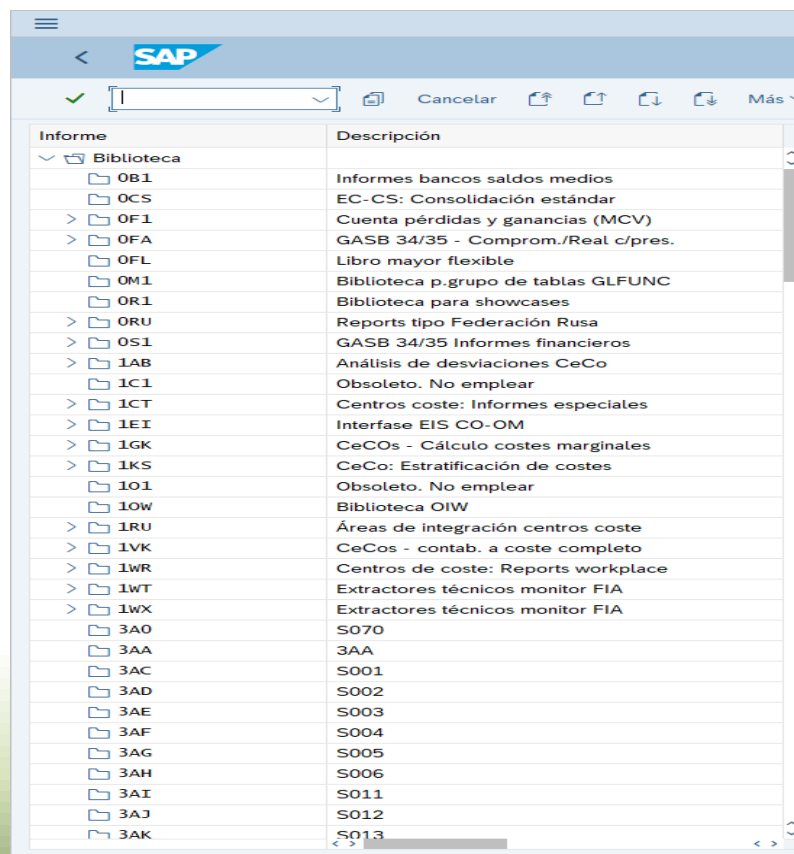 SAP
Cancelar Más
Informe Descripción
Biblioteca
0B1 Informes bancos saldos medios
0CS EC-CS: Consolidación estándar
0F1 Cuenta pérdidas y ganancias (MCV)
0FA GASB 34/35 - Comprom./Real c/pres.
0FL Libro mayor flexible
0M1 Biblioteca p.grupo de tablas GLFUNC
0R1 Biblioteca para showcases
0RU Reports tipo Federación Rusa
0S1 GASB 34/35 Informes financieros
1AB Análisis de desviaciones CeCo
1C1 Obsoleto. No emplear
1CT Centros coste: Informes especiales
1EI Interfase EIS CO-OM
1GK CeCOs - Cálculo costes marginales
1KS CeCo: Estratificación de costes
1O1 Obsoleto. No emplear
1OW Biblioteca OIW
1RU Áreas de integración centros coste
1VK CeCos - contab. a coste completo
1WR Centros de coste: Reports workplace
1WT Extractores técnicos monitor FIA
1WX Extractores técnicos monitor FIA
3A0 S070
3AA 3AA
3AC S001
3AD S002
3AE S003
3AF S004
3AG S005
3AH S006
3AI S011
3AJ S012
3AK S013